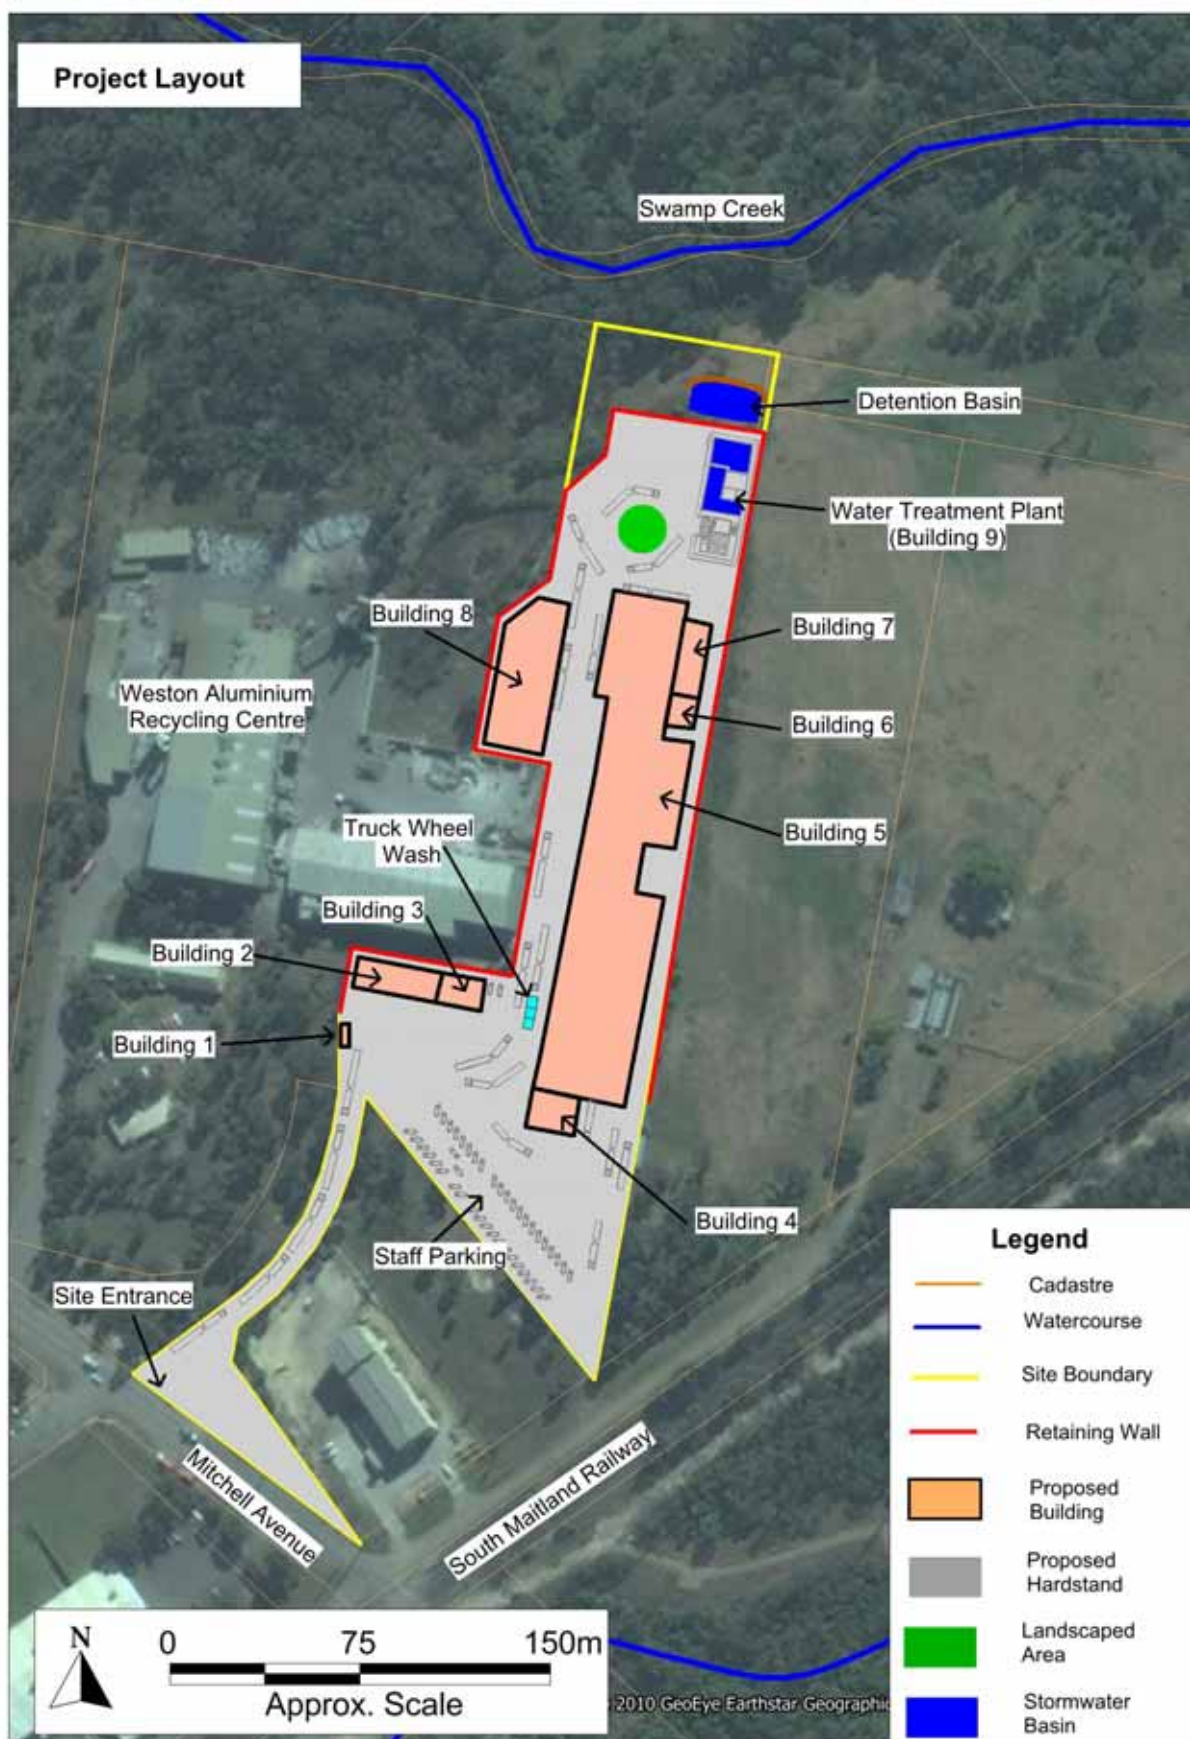 Project Layout
Swamp Creek
Detention Basin
Water Treatment Plant
(Building 9)
Building 8
Building 7
Weston Aluminium
Recycling Centre
Building 6
Truck Wheel
Wash
Building 5
Building 3
Building 2
Building 1
Building 4
Staff Parking
Site Entrance
Mitchell Avenue
South Maitland Railway
Legend
Cadastre
Watercourse
Site Boundary
Retaining Wall
Proposed
Building
Proposed
Hardstand
Landscaped
Area
Stormwater
Basin
N
0 75 150m
Approx. Scale
2010 GeoEye Earthstar Geographic